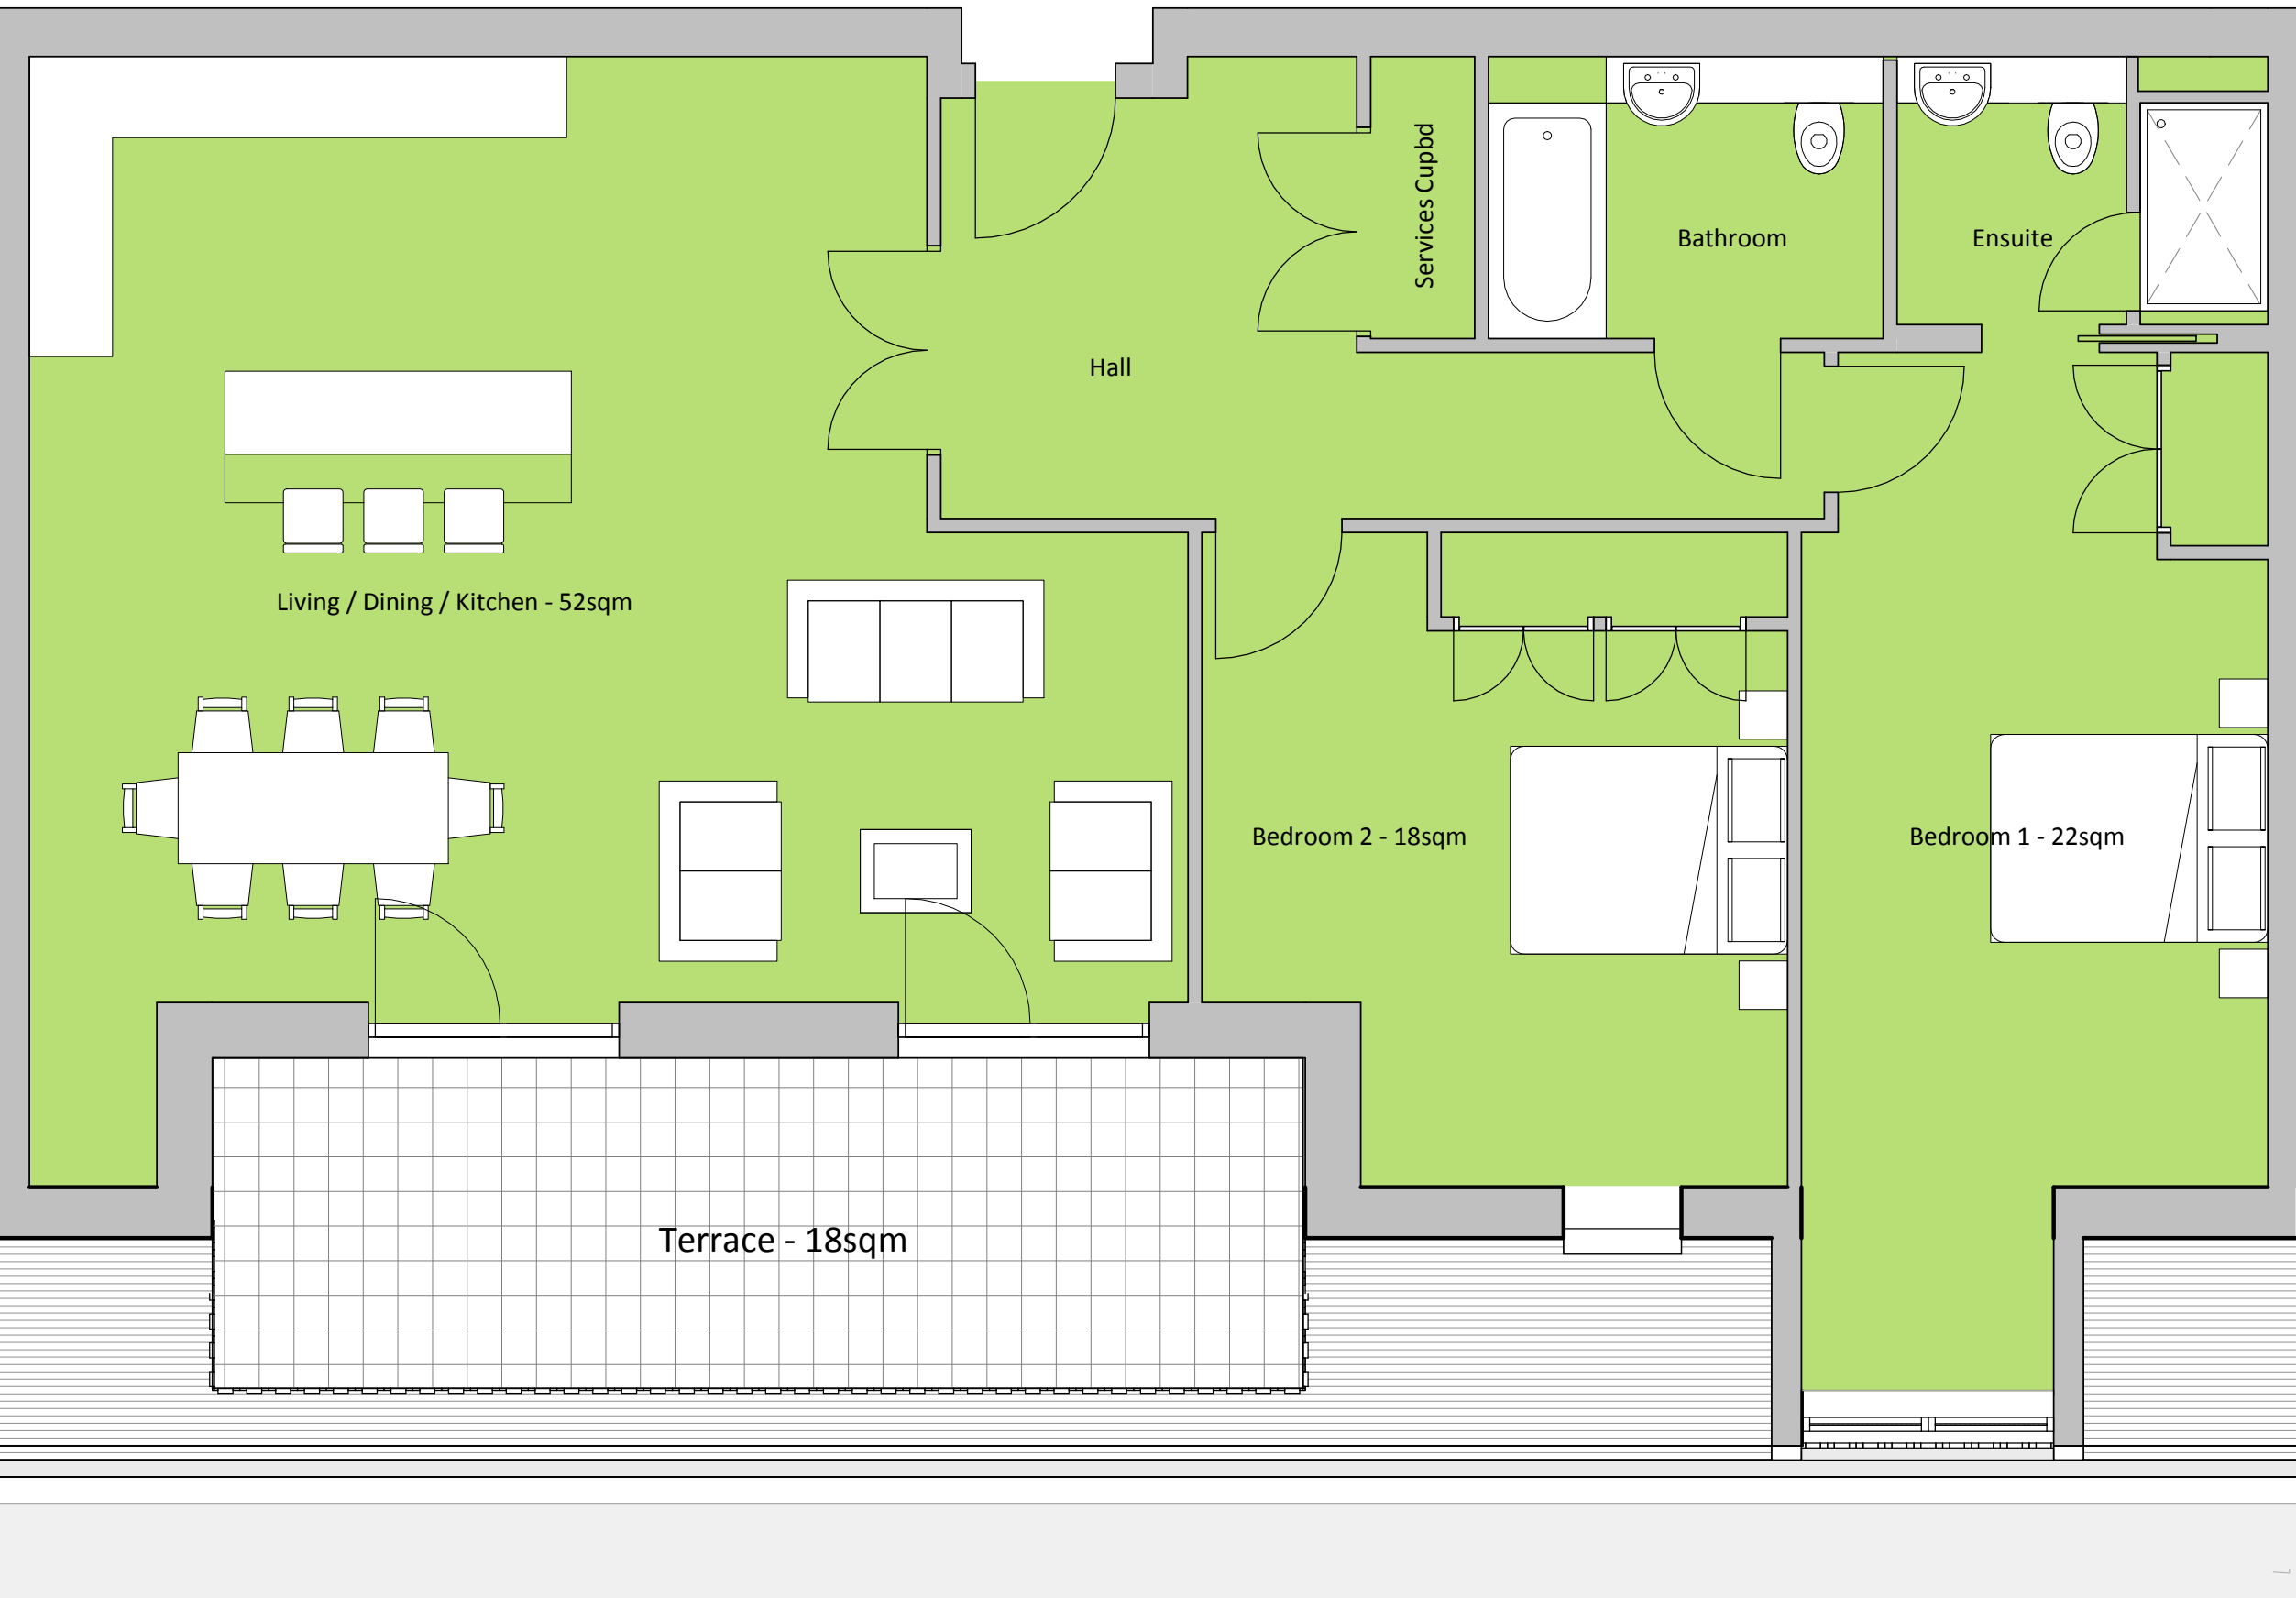 Services Cupbd
Bathroom
Ensuite
Hall
Living / Dining / Kitchen - 52sqm
Bedroom 2 - 18sqm
Bedroom 1 - 22sqm
Terrace - 18sqm